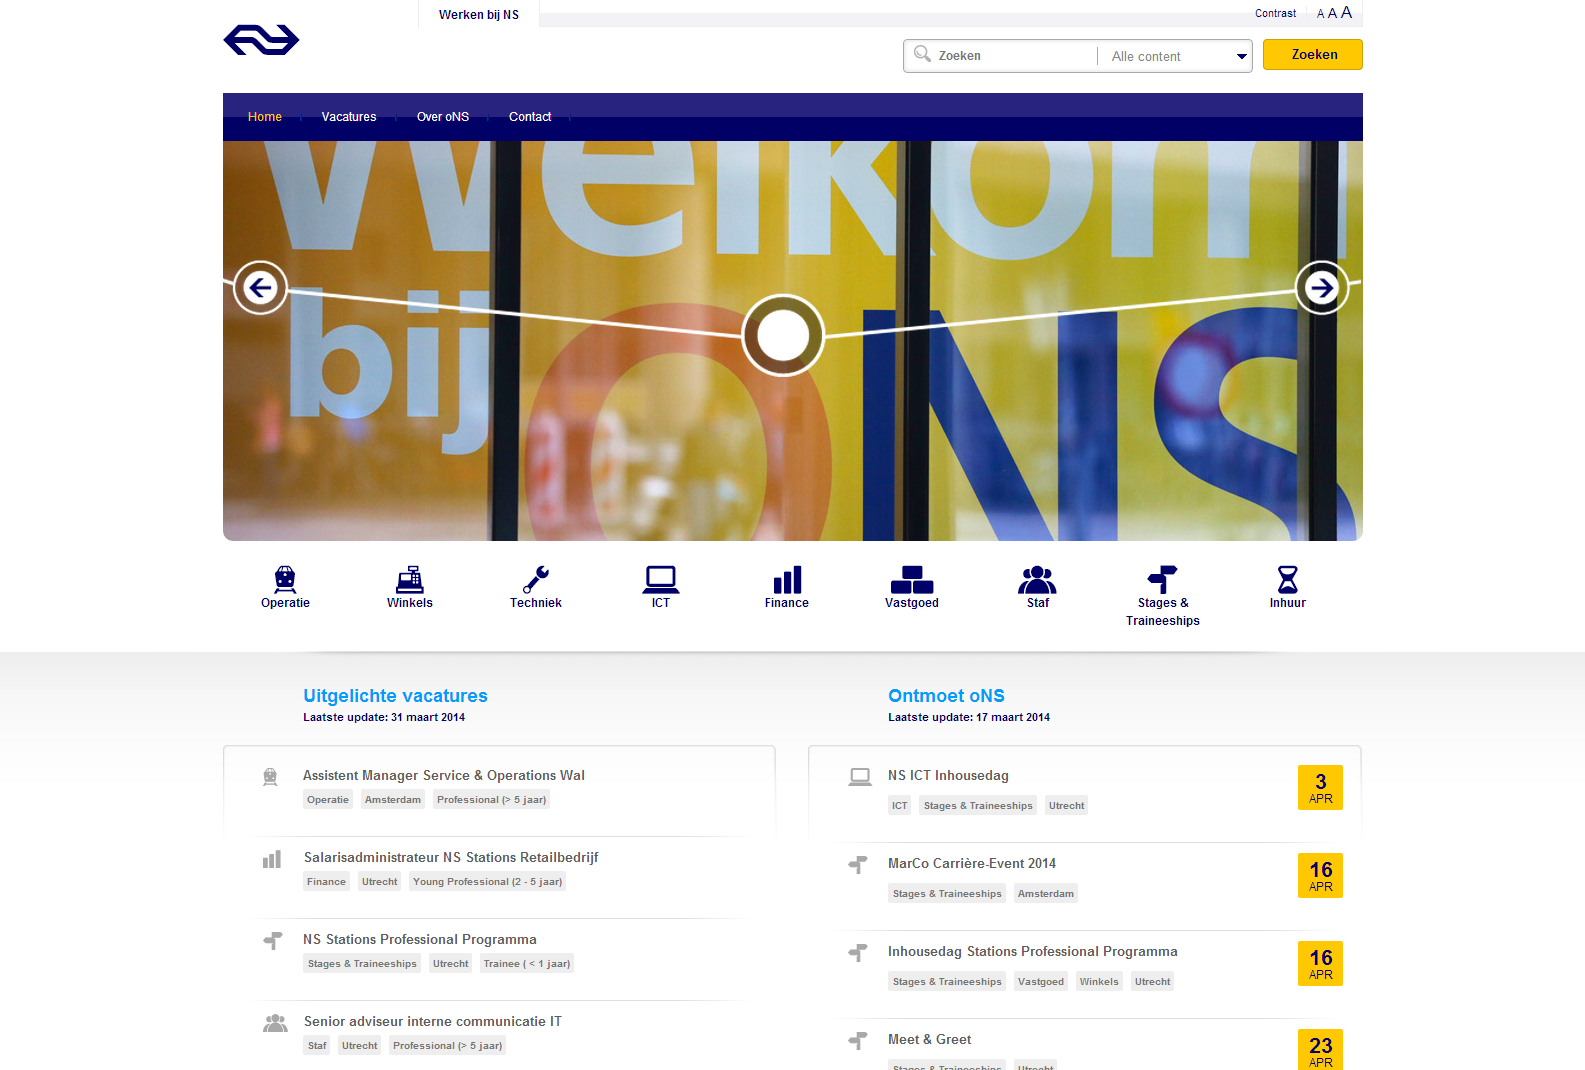 Werken bij NS
Contrast
A A A
Zoeken
Alle content
Zoeken
Home
Vacatures
Over oNS
Contact
Welkom
bij
ONS
Operatie
Winkels
Techniek
ICT
Finance
Vastgoed
Staf
Stages &
Traineeships
Inhuur
Uitgelichte vacatures
Laatste update: 31 maart 2014
Assistent Manager Service & Operations Wal
Operatie Amsterdam Professional (> 5 jaar)
Salarisadministrateur NS Stations Retailbedrijf
Finance Utrecht Young Professional (2 - 5 jaar)
NS Stations Professional Programma
Stages & Traineeships Utrecht Trainee ( < 1 jaar)
Senior adviseur interne communicatie IT
Staf Utrecht Professional (> 5 jaar)
Ontmoet oNS
Laatste update: 17 maart 2014
NS ICT Inhousedag
ICT Stages & Traineeships Utrecht
3
APR
MarCo Carrière-Event 2014
Stages & Traineeships Amsterdam
16
APR
Inhousedag Stations Professional Programma
Stages & Traineeships Vastgoed Winkels Utrecht
16
APR
Meet & Greet
Stages & Traineeships Utrecht
23
APR